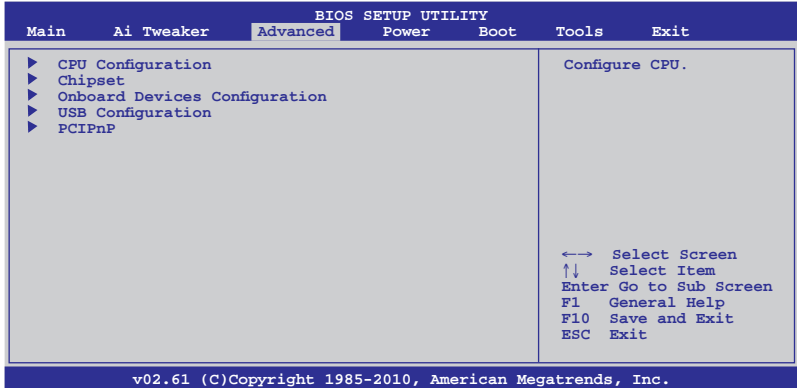 BIOS SETUP UTILITY
Main Ai Tweaker Advanced Power Boot Tools Exit
CPU Configuration
Chipset
Onboard Devices Configuration
USB Configuration
PCIPnP
Configure CPU.
←→ Select Screen
↑↓ Select Item
Enter Go to Sub Screen
F1 General Help
F10 Save and Exit
ESC Exit
v02.61 (C)Copyright 1985-2010, American Megatrends, Inc.